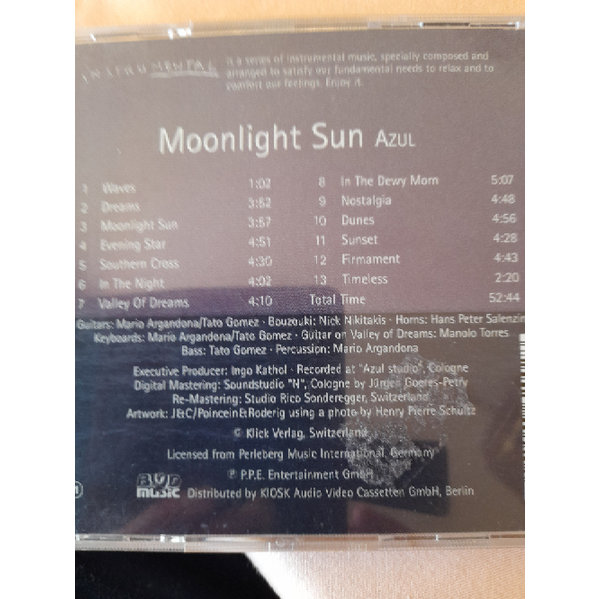 INSTRUMENTAL
is a series of instrumental music, specially composed and
arranged to satisfy our fundamental needs to relax and to
comfort our feelings. Enjoy it.
Moonlight Sun AZUL
1 Waves 1:02
2 Dreams 3:52
3 Moonlight Sun 3:57
4 Evening Star 4:51
5 Southern Cross 4:30
6 In The Night 4:02
7 Valley Of Dreams 4:10
8 In The Dewy Morn 5:07
9 Nostalgia 4:48
10 Dunes 4:56
11 Sunset 4:28
12 Firmament 4:43
13 Timeless 2:20
Total Time 52:44
Guitars: Mario Argandona/Tato Gomez · Bouzouki: Nick Nikitakis · Horns: Hans Peter Salenzin
Keyboards: Mario Argandona/Tato Gomez · Guitar on Valley of Dreams: Manolo Torres
Bass: Tato Gomez · Percussion: Mario Argandona
Executive Producer: Ingo Kathol · Recorded at "Azul studio", Cologne
Digital Mastering: Soundstudio "N", Cologne by Jürgen Goeres-Petry
Re-Mastering: Studio Rico Sonderegger, Switzerland
Artwork: J&C/Poincein&Roderig using a photo by Henry Pierre Schultz
© Klick Verlag, Switzerland
Licensed from Perleberg Music International, Germany
℗ P.P.E. Entertainment GmbH
MUSIC Distributed by KIOSK Audio Video Cassetten GmbH, Berlin